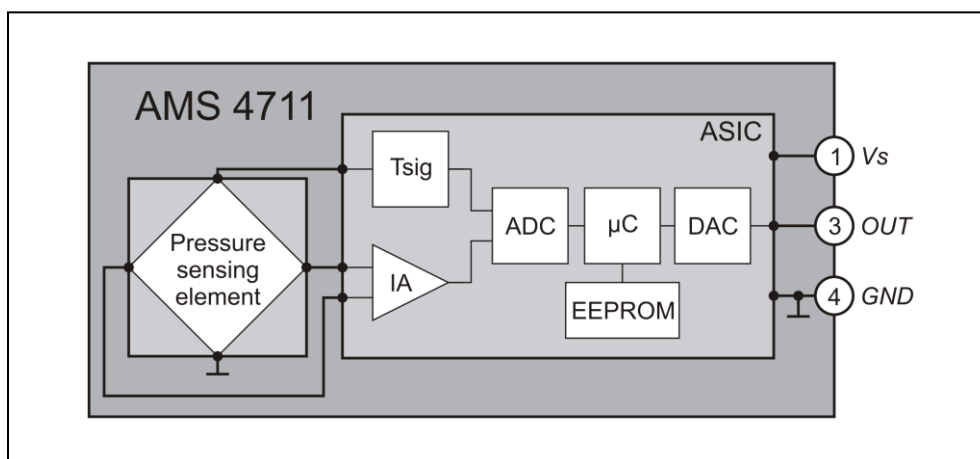 AMS 4711
ASIC
1 Vs
Tsig
Pressure
sensing
element
ADC
µC
DAC
3 OUT
IA
EEPROM
4 GND